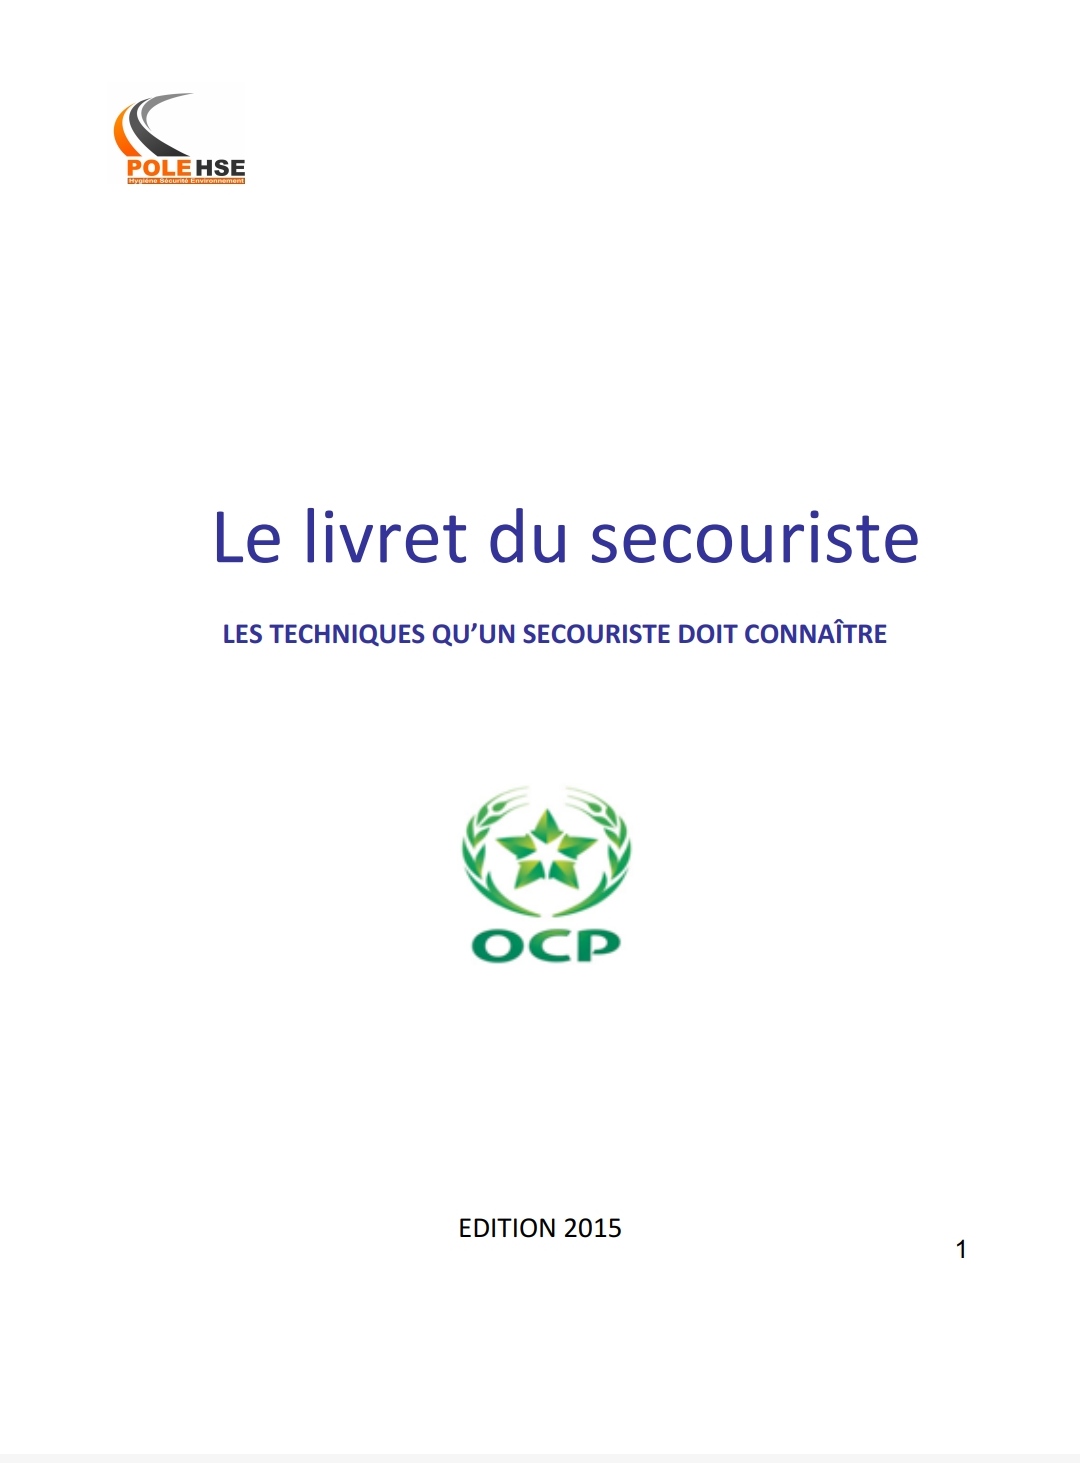 POLE HSE
Hygiène Sécurité Environnement
Le livret du secouriste
LES TECHNIQUES QU’UN SECOURISTE DOIT CONNAÎTRE
OCP
EDITION 2015
1